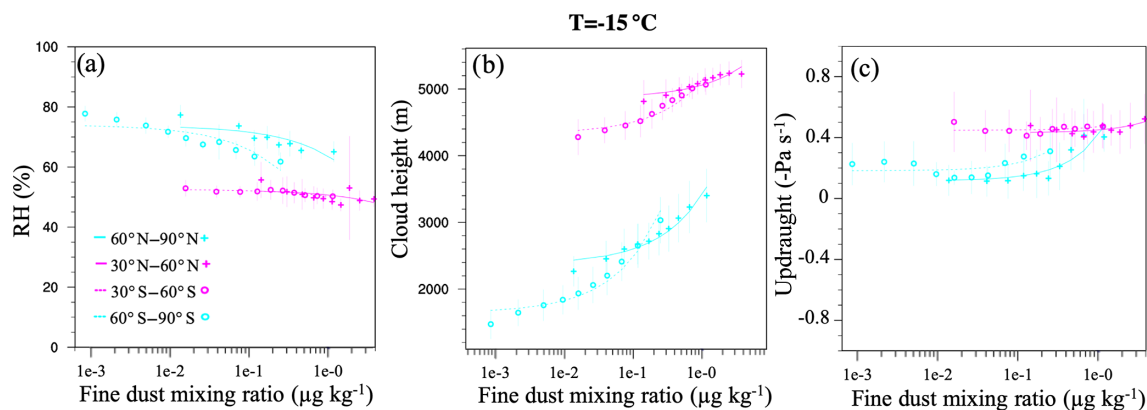 T=-15 °C
(a)
RH (%)
100
80
60
40
20
0
60°N–90°N
30°N–60°N
30°S–60°S
60°S–90°S
1e-3
1e-2
1e-1
1e-0
Fine dust mixing ratio (µg kg⁻¹)
(b)
Cloud height (m)
5000
4000
3000
2000
1e-3
1e-2
1e-1
1e-0
Fine dust mixing ratio (µg kg⁻¹)
(c)
Updraught (-Pa s⁻¹)
0.8
0.4
0
-0.4
-0.8
1e-3
1e-2
1e-1
1e-0
Fine dust mixing ratio (µg kg⁻¹)